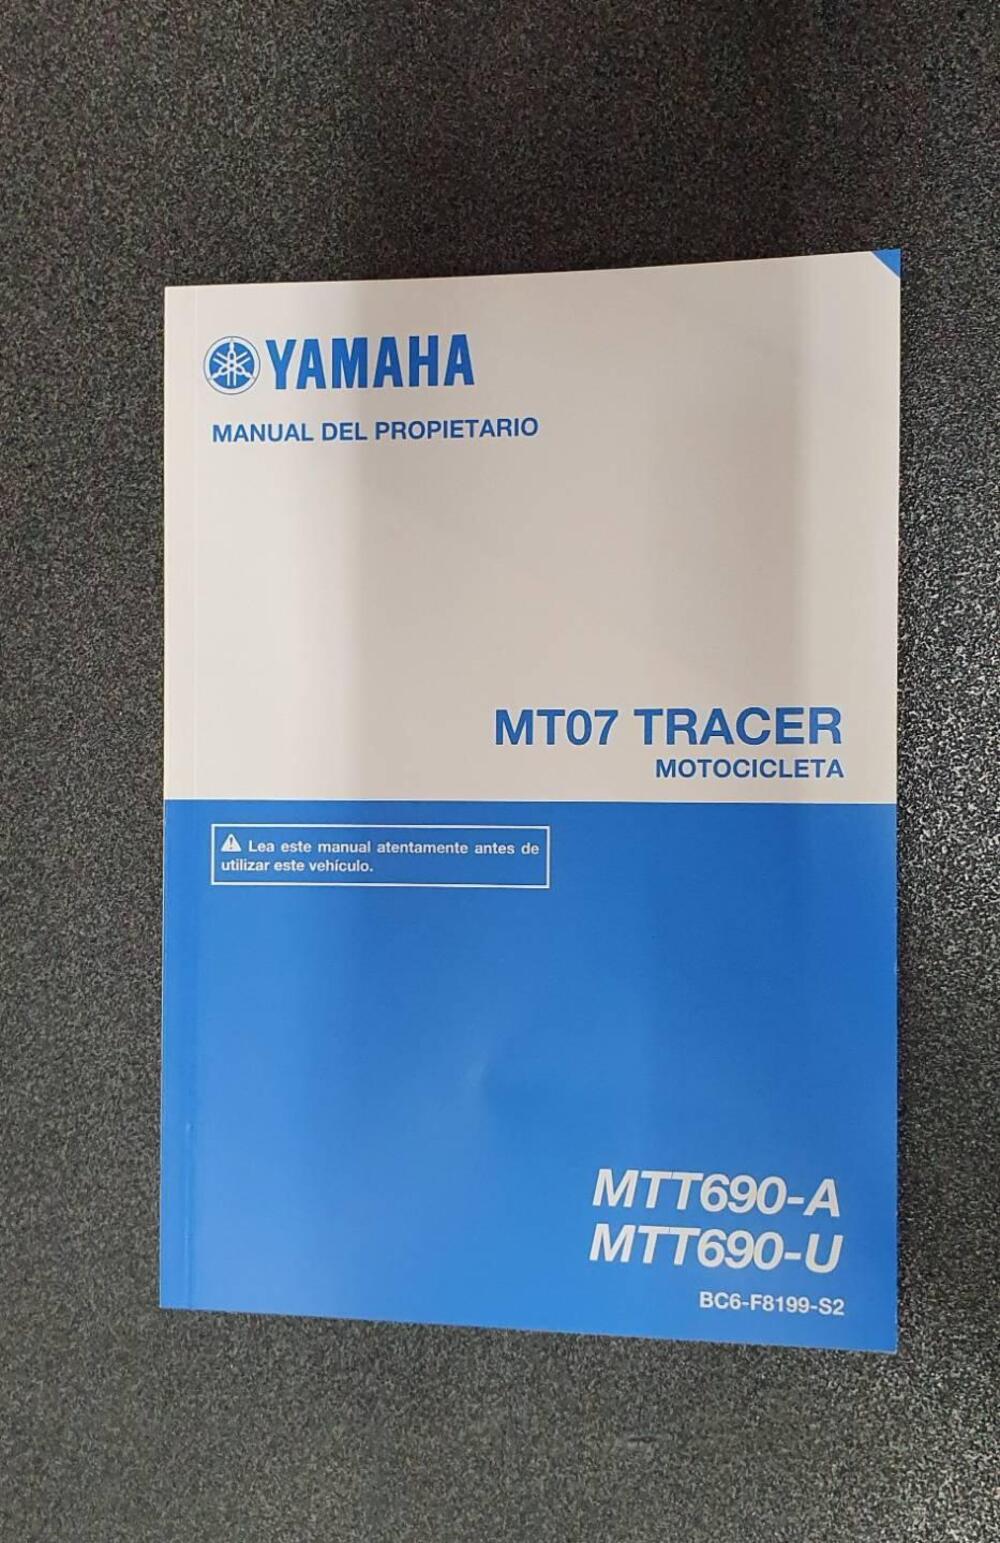 YAMAHA
MANUAL DEL PROPIETARIO
MT07 TRACER
MOTOCICLETA
Lea este manual atentamente antes de
utilizar este vehículo.
MTT690-A
MTT690-U
BC6-F8199-S2